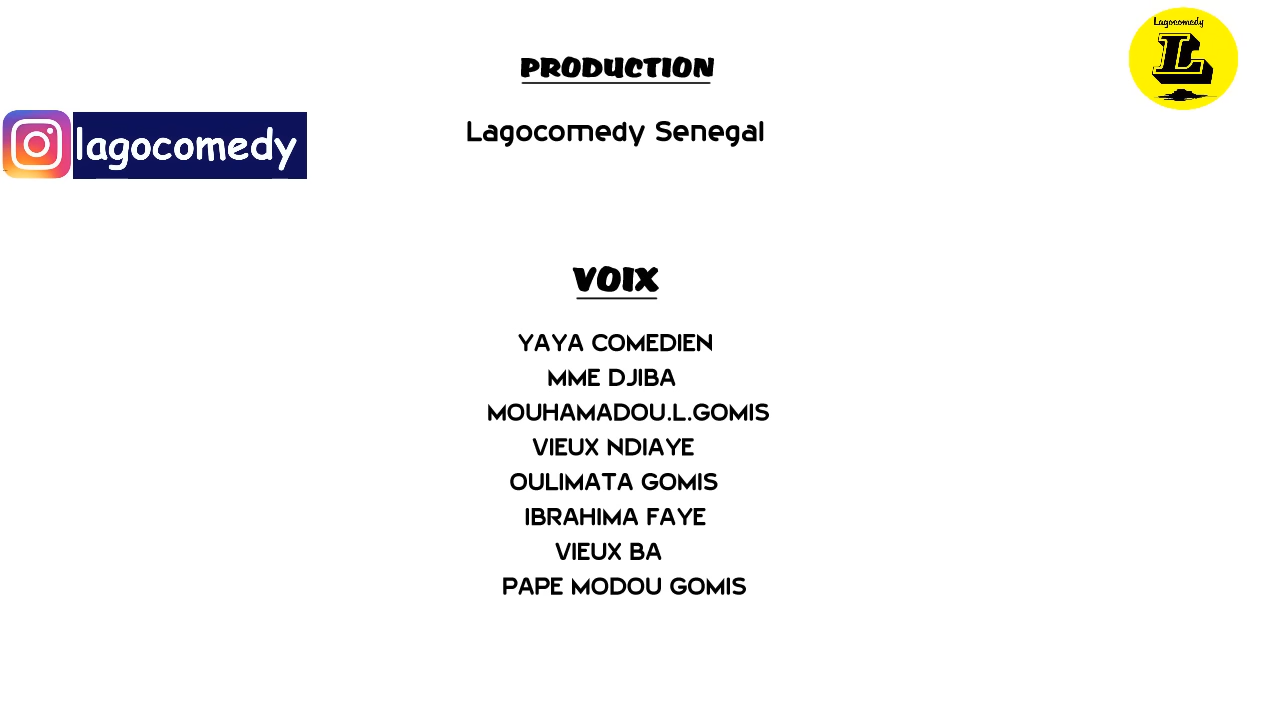 Lagocomedy
L
PRODUCTION
lagocomedy
Lagocomedy Senegal
VOIX
YAYA COMEDIEN
MME DJIBA
MOUHAMADOU.L.GOMIS
VIEUX NDIAYE
OULIMATA GOMIS
IBRAHIMA FAYE
VIEUX BA
PAPE MODOU GOMIS